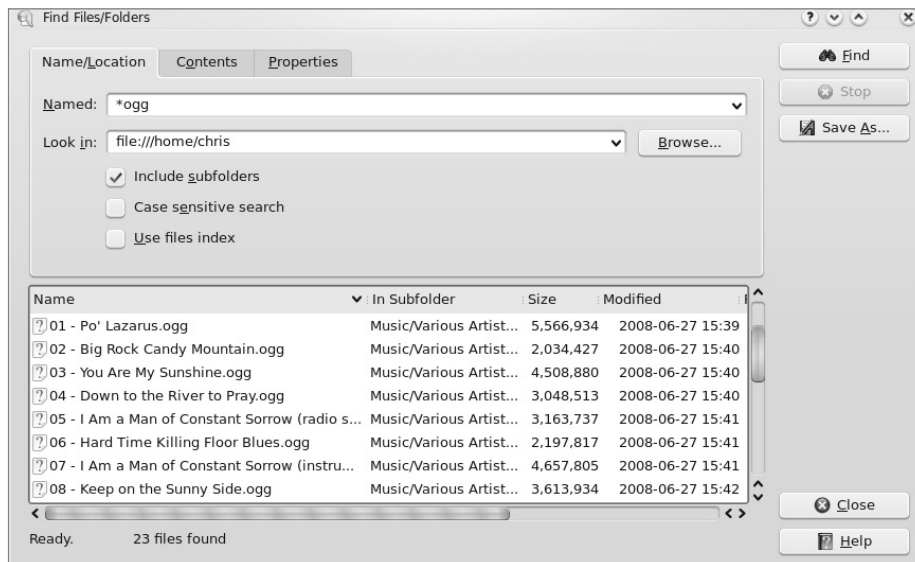 Find Files/Folders
Name/Location Contents Properties
Find
Named: *ogg
Stop
Look in: file:///home/chris Browse...
Save As...
Include subfolders
Case sensitive search
Use files index
Name In Subfolder Size Modified
01 - Po' Lazarus.ogg Music/Various Artist... 5,566,934 2008-06-27 15:39
02 - Big Rock Candy Mountain.ogg Music/Various Artist... 2,034,427 2008-06-27 15:40
03 - You Are My Sunshine.ogg Music/Various Artist... 4,508,880 2008-06-27 15:40
04 - Down to the River to Pray.ogg Music/Various Artist... 3,048,513 2008-06-27 15:40
05 - I Am a Man of Constant Sorrow (radio s... Music/Various Artist... 3,163,737 2008-06-27 15:41
06 - Hard Time Killing Floor Blues.ogg Music/Various Artist... 2,197,817 2008-06-27 15:41
07 - I Am a Man of Constant Sorrow (instru... Music/Various Artist... 4,657,805 2008-06-27 15:41
08 - Keep on the Sunny Side.ogg Music/Various Artist... 3,613,934 2008-06-27 15:42
Close
Ready. 23 files found
Help